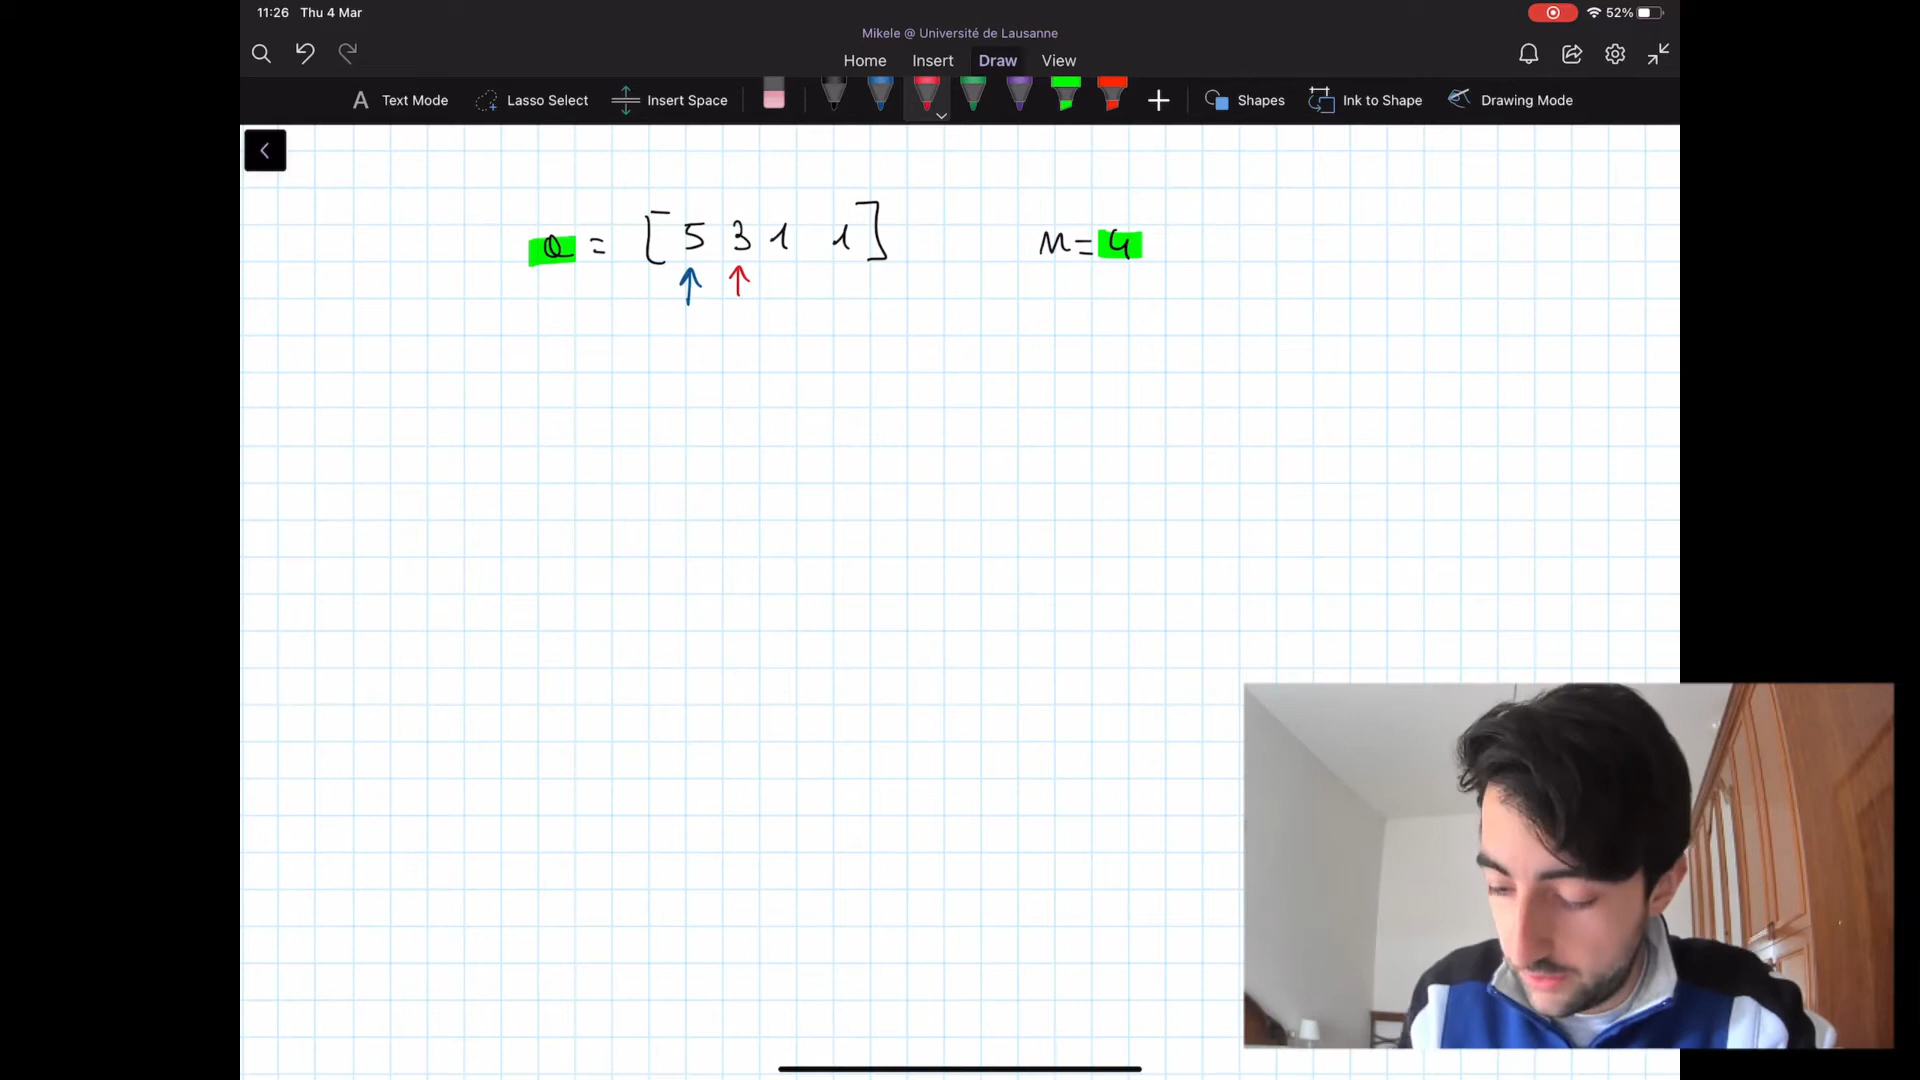 11:26 Thu 4 Mar 52%
Mikele @ Université de Lausanne
Home Insert Draw View
A Text Mode Lasso Select Insert Space Shapes Ink to Shape Drawing Mode
a = [ 5 3 1 1 ] n = 4